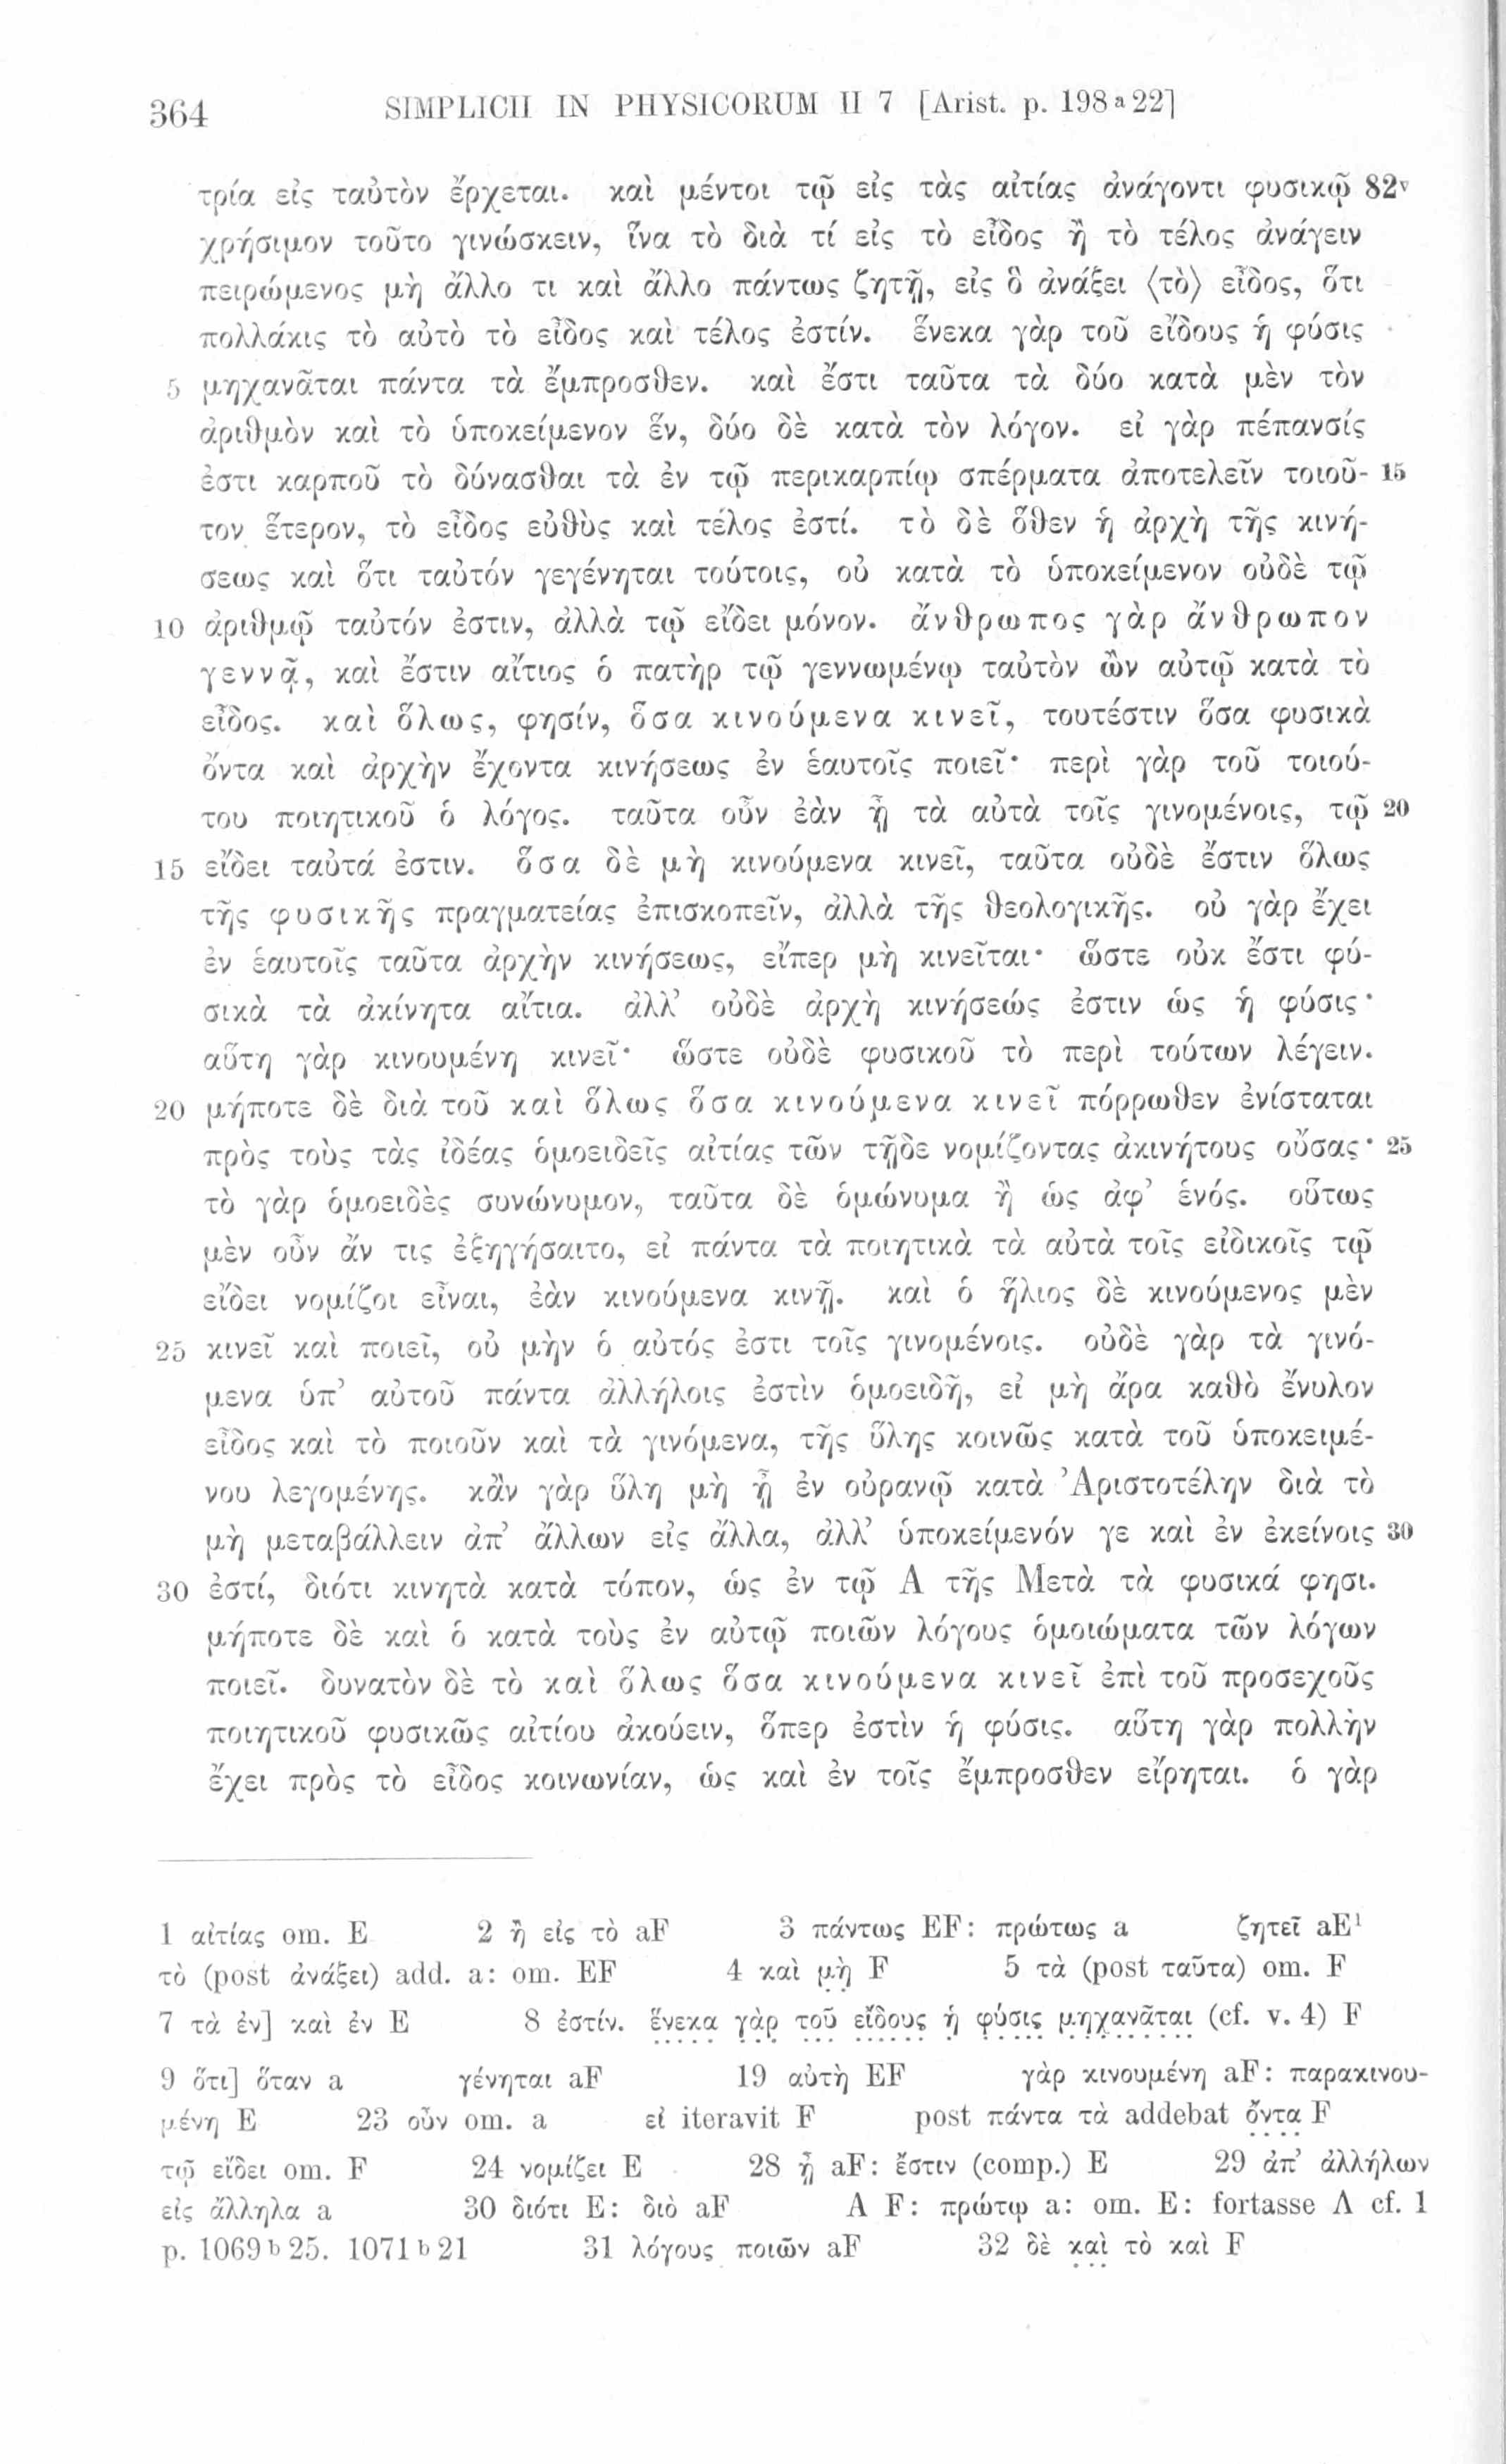 364 SIMPLICII IN PHYSICORUM II 7 [Arist. p. 198 a 22]
τρία εἰς ταὐτὸν ἔρχεται. καὶ μέντοι τῷ εἰς τὰς αἰτίας ἀνάγοντι φυσικῷ 82v
χρήσιμον τοῦτο γινώσκειν, ἵνα τὸ διὰ τί εἰς τὸ εἶδος ἢ τὸ τέλος ἀνάγειν
πειρώμενος μὴ ἄλλο τι καὶ ἄλλο πάντως ζητῇ, εἰς ὃ ἀνάξει ⟨τὸ⟩ εἶδος, ὅτι
πολλάκις τὸ αὐτὸ τὸ εἶδος καὶ τέλος ἐστίν. ἕνεκα γὰρ τοῦ εἴδους ἡ φύσις
5 μηχανᾶται πάντα τὰ ἔμπροσθεν. καὶ ἔστι ταῦτα τὰ δύο κατὰ μὲν τὸν
ἀριθμὸν καὶ τὸ ὑποκείμενον ἕν, δύο δὲ κατὰ τὸν λόγον. εἰ γὰρ πέπανσίς
ἐστι καρποῦ τὸ δύνασθαι τὰ ἐν τῷ περικαρπίῳ σπέρματα ἀποτελεῖν τοιοῦ- 15
τον ἕτερον, τὸ εἶδος εὐθὺς καὶ τέλος ἐστί. τὸ δὲ ὅθεν ἡ ἀρχὴ τῆς κινή-
σεως καὶ ὅτι ταὐτόν γεγένηται τούτοις, οὐ κατὰ τὸ ὑποκείμενον οὐδὲ τῷ
10 ἀριθμῷ ταὐτόν ἐστιν, ἀλλὰ τῷ εἴδει μόνον. ἄνθρωπος γὰρ ἄνθρωπον
γεννᾷ, καὶ ἔστιν αἴτιος ὁ πατὴρ τῷ γεννωμένῳ ταὐτὸν ὢν αὐτῷ κατὰ τὸ
εἶδος. καὶ ὅλως, φησίν, ὅσα κινούμενα κινεῖ, τουτέστιν ὅσα φυσικὰ
ὄντα καὶ ἀρχὴν ἔχοντα κινήσεως ἐν ἑαυτοῖς ποιεῖ· περὶ γὰρ τοῦ τοιού-
του ποιητικοῦ ὁ λόγος. ταῦτα οὖν ἐὰν ᾖ τὰ αὐτὰ τοῖς γινομένοις, τῷ 20
15 εἴδει ταὐτά ἐστιν. ὅσα δὲ μὴ κινούμενα κινεῖ, ταῦτα οὐδὲ ἔστιν ὅλως
τῆς φυσικῆς πραγματείας ἐπισκοπεῖν, ἀλλὰ τῆς θεολογικῆς. οὐ γὰρ ἔχει
ἐν ἑαυτοῖς ταῦτα ἀρχὴν κινήσεως, εἴπερ μὴ κινεῖται· ὥστε οὐκ ἔστι φυ-
σικὰ τὰ ἀκίνητα αἴτια. ἀλλ’ οὐδὲ ἀρχὴ κινήσεώς ἐστιν ὡς ἡ φύσις·
αὕτη γὰρ κινουμένη κινεῖ· ὥστε οὐδὲ φυσικοῦ τὸ περὶ τούτων λέγειν.
20 μήποτε δὲ διὰ τοῦ καὶ ὅλως ὅσα κινούμενα κινεῖ πόρρωθεν ἐνίσταται
πρὸς τοὺς τὰς ἰδέας ὁμοειδεῖς αἰτίας τῶν τῇδε νομίζοντας ἀκινήτους οὔσας· 25
τὸ γὰρ ὁμοειδὲς συνώνυμον, ταῦτα δὲ ὁμώνυμα ἢ ὡς ἀφ’ ἑνός. οὕτως
μὲν οὖν ἄν τις ἐξηγήσαιτο, εἰ πάντα τὰ ποιητικὰ τὰ αὐτὰ τοῖς εἰδικοῖς τῷ
εἴδει νομίζοι εἶναι, ἐὰν κινούμενα κινῇ. καὶ ὁ ἥλιος δὲ κινούμενος μὲν
25 κινεῖ καὶ ποιεῖ, οὐ μὴν ὁ αὐτός ἐστι τοῖς γινομένοις. οὐδὲ γὰρ τὰ γινό-
μενα ὑπ’ αὐτοῦ πάντα ἀλλήλοις ἐστὶν ὁμοειδῆ, εἰ μὴ ἄρα καθὸ ἔνυλον
εἶδος καὶ τὸ ποιοῦν καὶ τὰ γινόμενα, τῆς ὕλης κοινῶς κατὰ τοῦ ὑποκειμέ-
νου λεγομένης. κἂν γὰρ ὕλη μὴ ᾖ ἐν οὐρανῷ κατὰ Ἀριστοτέλην διὰ τὸ
μὴ μεταβάλλειν ἀπ’ ἄλλων εἰς ἄλλα, ἀλλ’ ὑποκείμενόν γε καὶ ἐν ἐκείνοις 30
30 ἐστί, διότι κινητὰ κατὰ τόπον, ὡς ἐν τῷ Α τῆς Μετὰ τὰ φυσικά φησι.
μήποτε δὲ καὶ ὁ κατὰ τοὺς ἐν αὐτῷ ποιῶν λόγους ὁμοιώματα τῶν λόγων
ποιεῖ. δυνατὸν δὲ τὸ καὶ ὅλως ὅσα κινούμενα κινεῖ ἐπὶ τοῦ προσεχοῦς
ποιητικοῦ φυσικῶς αἰτίου ἀκούειν, ὅπερ ἐστὶν ἡ φύσις. αὕτη γὰρ πολλὴν
ἔχει πρὸς τὸ εἶδος κοινωνίαν, ὡς καὶ ἐν τοῖς ἔμπροσθεν εἴρηται. ὁ γὰρ
1 αἰτίας om. E 2 ἢ εἰς τὸ aF 3 πάντως EF: πρώτως a ζητεῖ aE¹
τὸ (post ἀνάξει) add. a: om. EF 4 καὶ μὴ F 5 τὰ (post ταῦτα) om. F
7 τὰ ἐν] καὶ ἐν E 8 ἐστίν. ἕνεκα γὰρ τοῦ εἴδους ἡ φύσις μηχανᾶται (cf. v. 4) F
9 ὅτι] ὅταν a γένηται aF 19 αὐτὴ EF γὰρ κινουμένη aF: παρακινου-
μένη E 23 οὖν om. a εἰ iteravit F post πάντα τὰ addebat ὄντα F
τῷ εἴδει om. F 24 νομίζει E 28 ᾖ aF: ἔστιν (comp.) E 29 ἀπ’ ἀλλήλων
εἰς ἄλληλα a 30 διότι E: διὸ aF Α F: πρώτῳ a: om. E: fortasse Λ cf. 1
p. 1069 b 25. 1071 b 21 31 λόγους ποιῶν aF 32 δὲ καὶ τὸ καὶ F